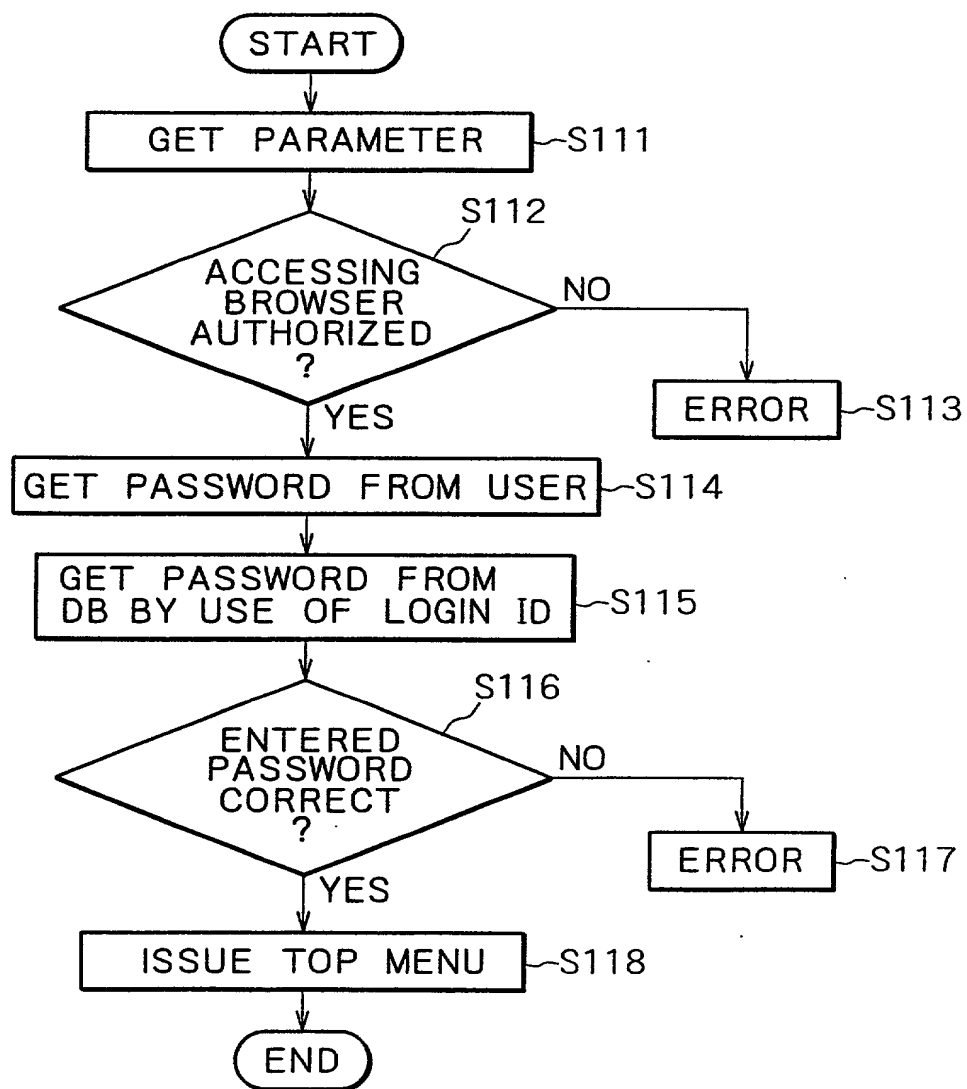 START
GET PARAMETER
S111
S112
ACCESSING
BROWSER
AUTHORIZED
?
NO
YES
ERROR
S113
GET PASSWORD FROM USER
S114
GET PASSWORD FROM
DB BY USE OF LOGIN ID
S115
S116
ENTERED
PASSWORD
CORRECT
?
NO
YES
ERROR
S117
ISSUE TOP MENU
S118
END